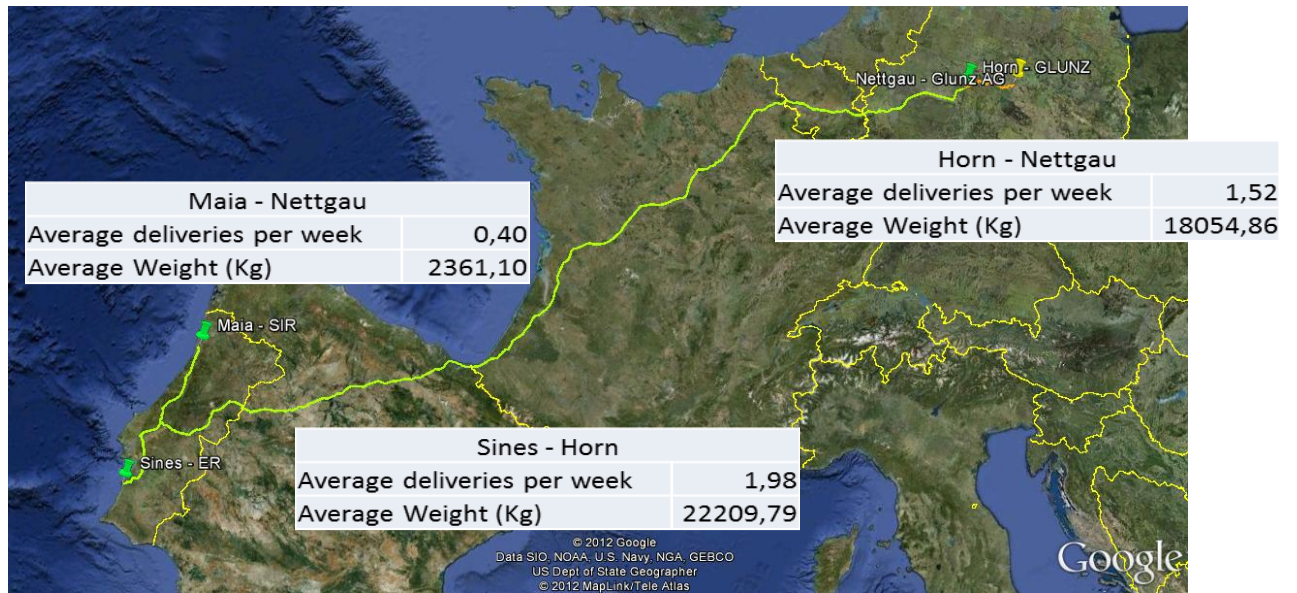 Horn - GLUNZ
Nettgau - Glunz AG
Horn - Nettgau
Average deliveries per week 1,52
Average Weight (Kg) 18054,86
Maia - Nettgau
Average deliveries per week 0,40
Average Weight (Kg) 2361,10
Maia - SIR
Sines - ER
Sines - Horn
Average deliveries per week 1,98
Average Weight (Kg) 22209,79
© 2012 Google
Data SIO, NOAA, U.S. Navy, NGA, GEBCO
US Dept of State Geographer
© 2012 MapLink/Tele Atlas
Google